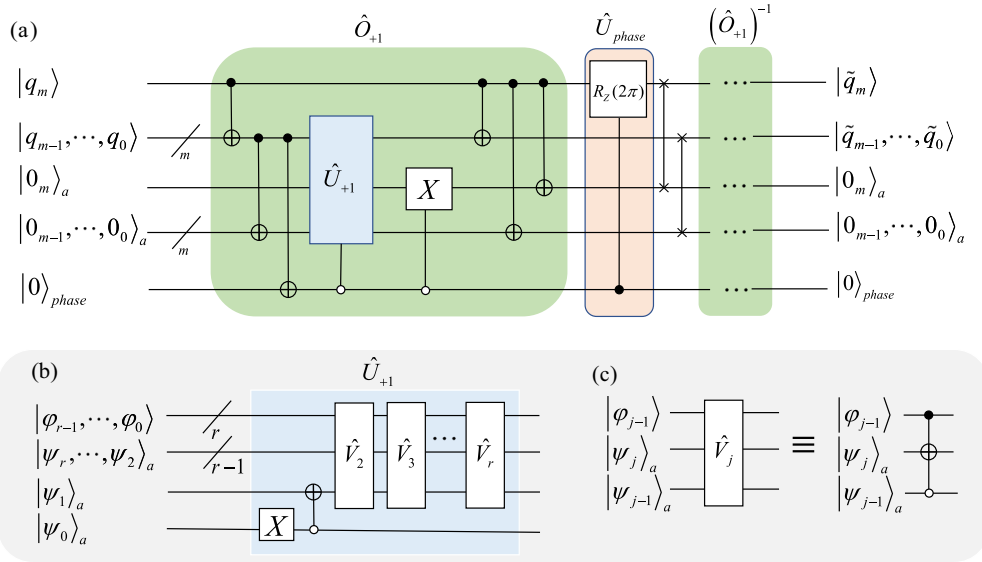 (a)
Ô₊₁
Û_phase
(Ô₊₁)⁻¹
|q_m⟩
R_Z(2π)
...
|q̃_m⟩
|q_{m-1},⋯,q_0⟩
m
...
|q̃_{m-1},⋯,q̃_0⟩
|0_m⟩_a
Û₊₁
X
...
|0_m⟩_a
|0_{m-1},⋯,0_0⟩_a
m
...
|0_{m-1},⋯,0_0⟩_a
|0⟩_phase
...
|0⟩_phase
(b)
Û₊₁
|φ_{r-1},⋯,φ_0⟩
r
|ψ_r,⋯,ψ_2⟩_a
r−1
V̂_2
V̂_3
...
V̂_r
|ψ_1⟩_a
|ψ_0⟩_a
X
(c)
|φ_{j-1}⟩
|ψ_j⟩_a
|ψ_{j-1}⟩_a
V̂_j
≡
|φ_{j-1}⟩
|ψ_j⟩_a
|ψ_{j-1}⟩_a